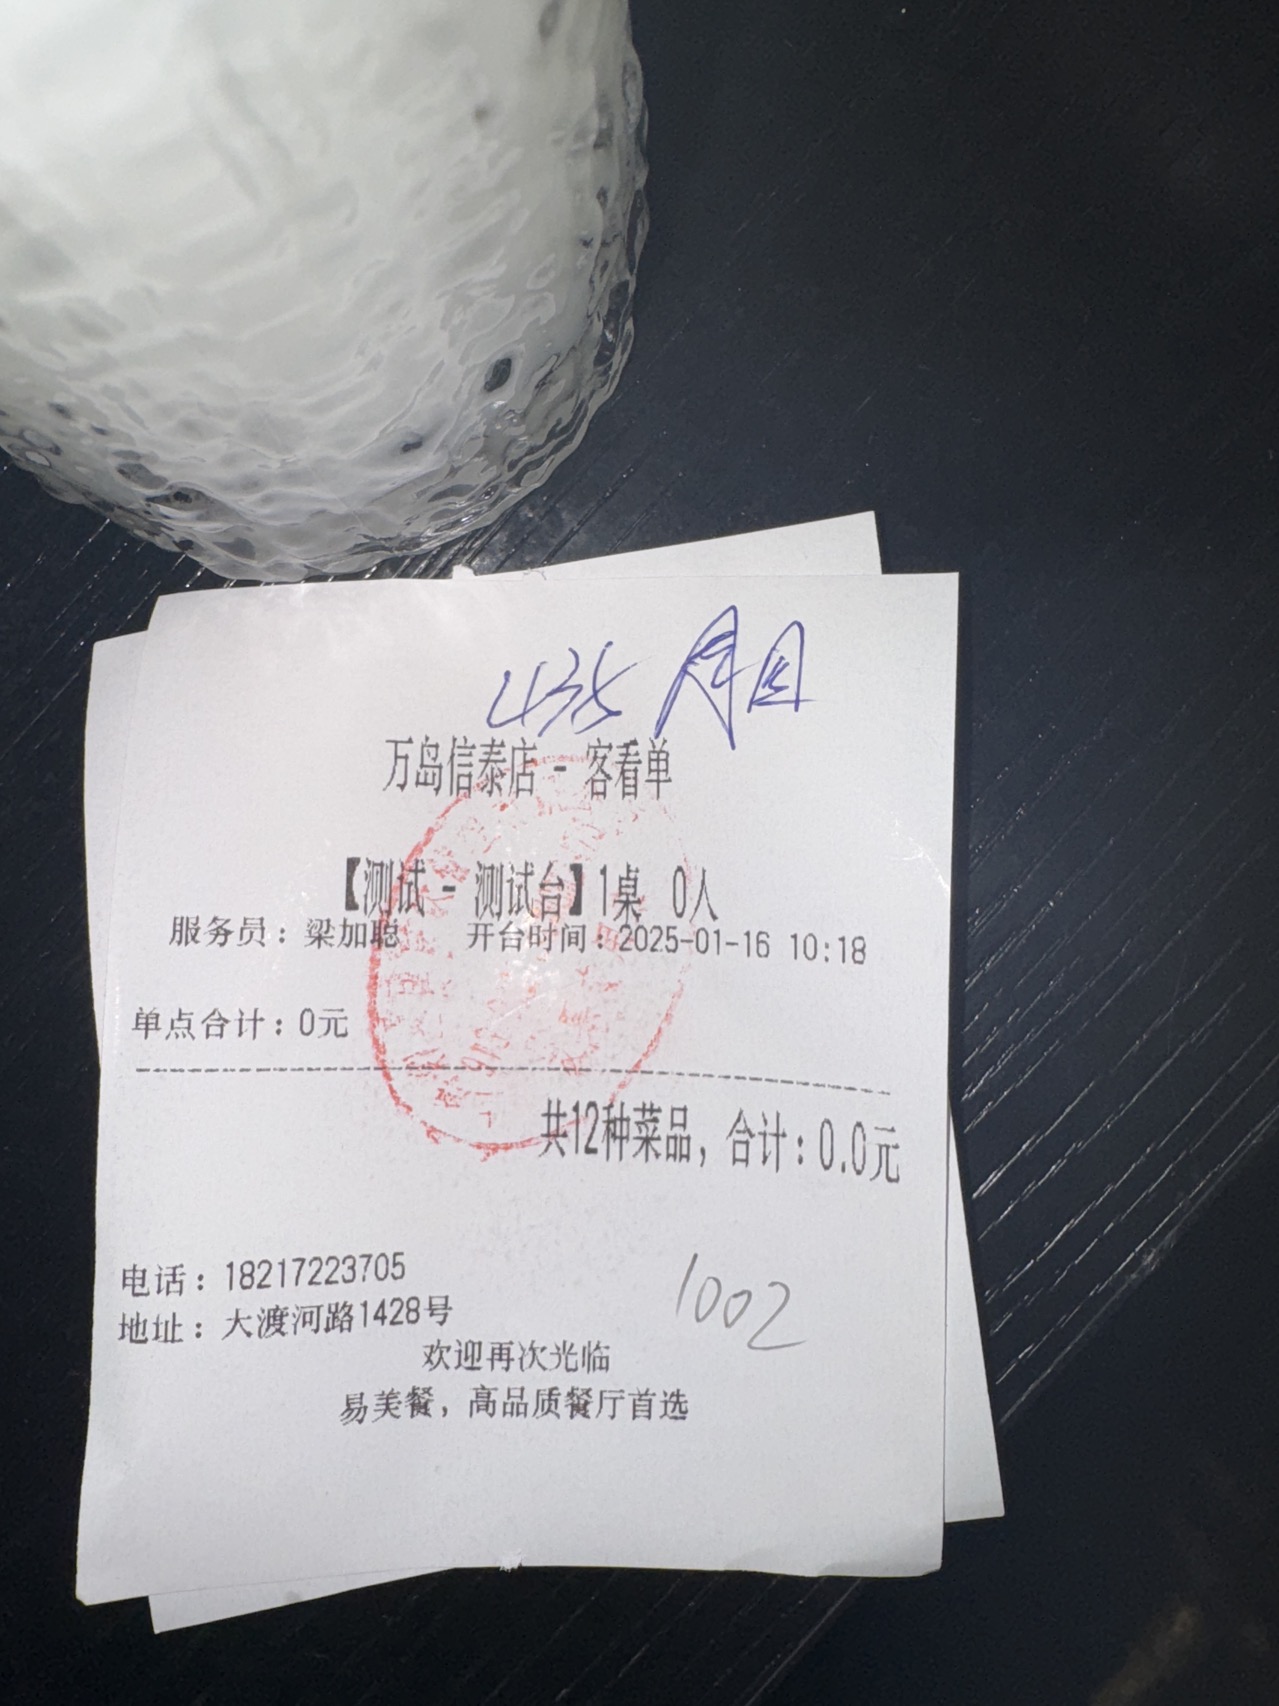 435
万岛信泰店 - 客看单
【测试 - 测试台】1桌 0人
服务员：梁加聪 开台时间：2025-01-16 10:18
单点合计：0元
共12种菜品，合计：0.0元
电话：18217223705
1002
地址：大渡河路1428号
欢迎再次光临
易美餐，高品质餐厅首选